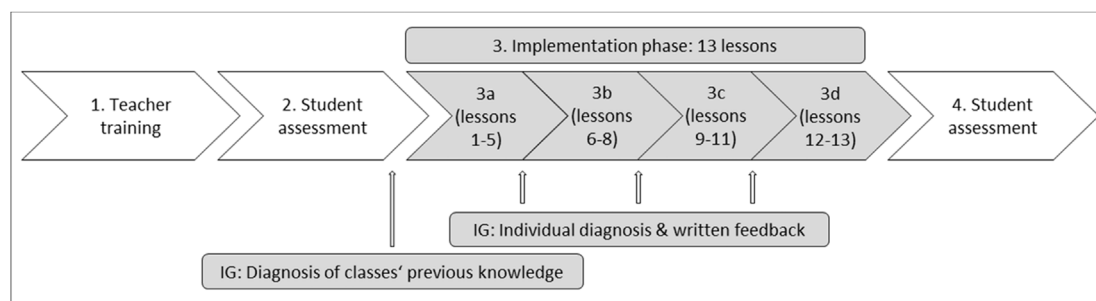 3. Implementation phase: 13 lessons
1. Teacher
training
2. Student
assessment
3a
(lessons
1-5)
3b
(lessons
6-8)
3c
(lessons
9-11)
3d
(lessons
12-13)
4. Student
assessment
IG: Individual diagnosis & written feedback
IG: Diagnosis of classes‘ previous knowledge